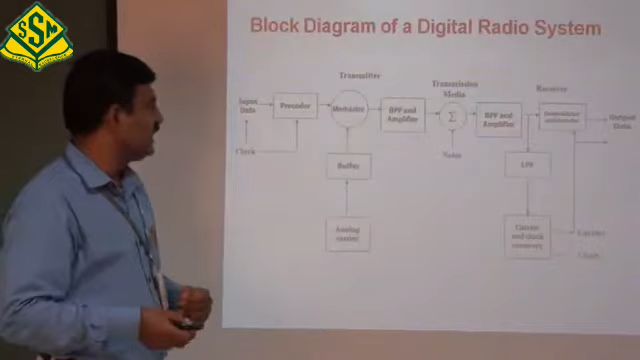 SSM
Block Diagram of a Digital Radio System
Transmitter
Transmission
Media
Receiver
Input
Data
Precoder
Modulator
BPF and
Amplifier
Σ
BPF and
Amplifier
Output
Data
Clock
Buffer
Noise
LPF
Analog
carrier
Carrier
and clock
recovery
Clock